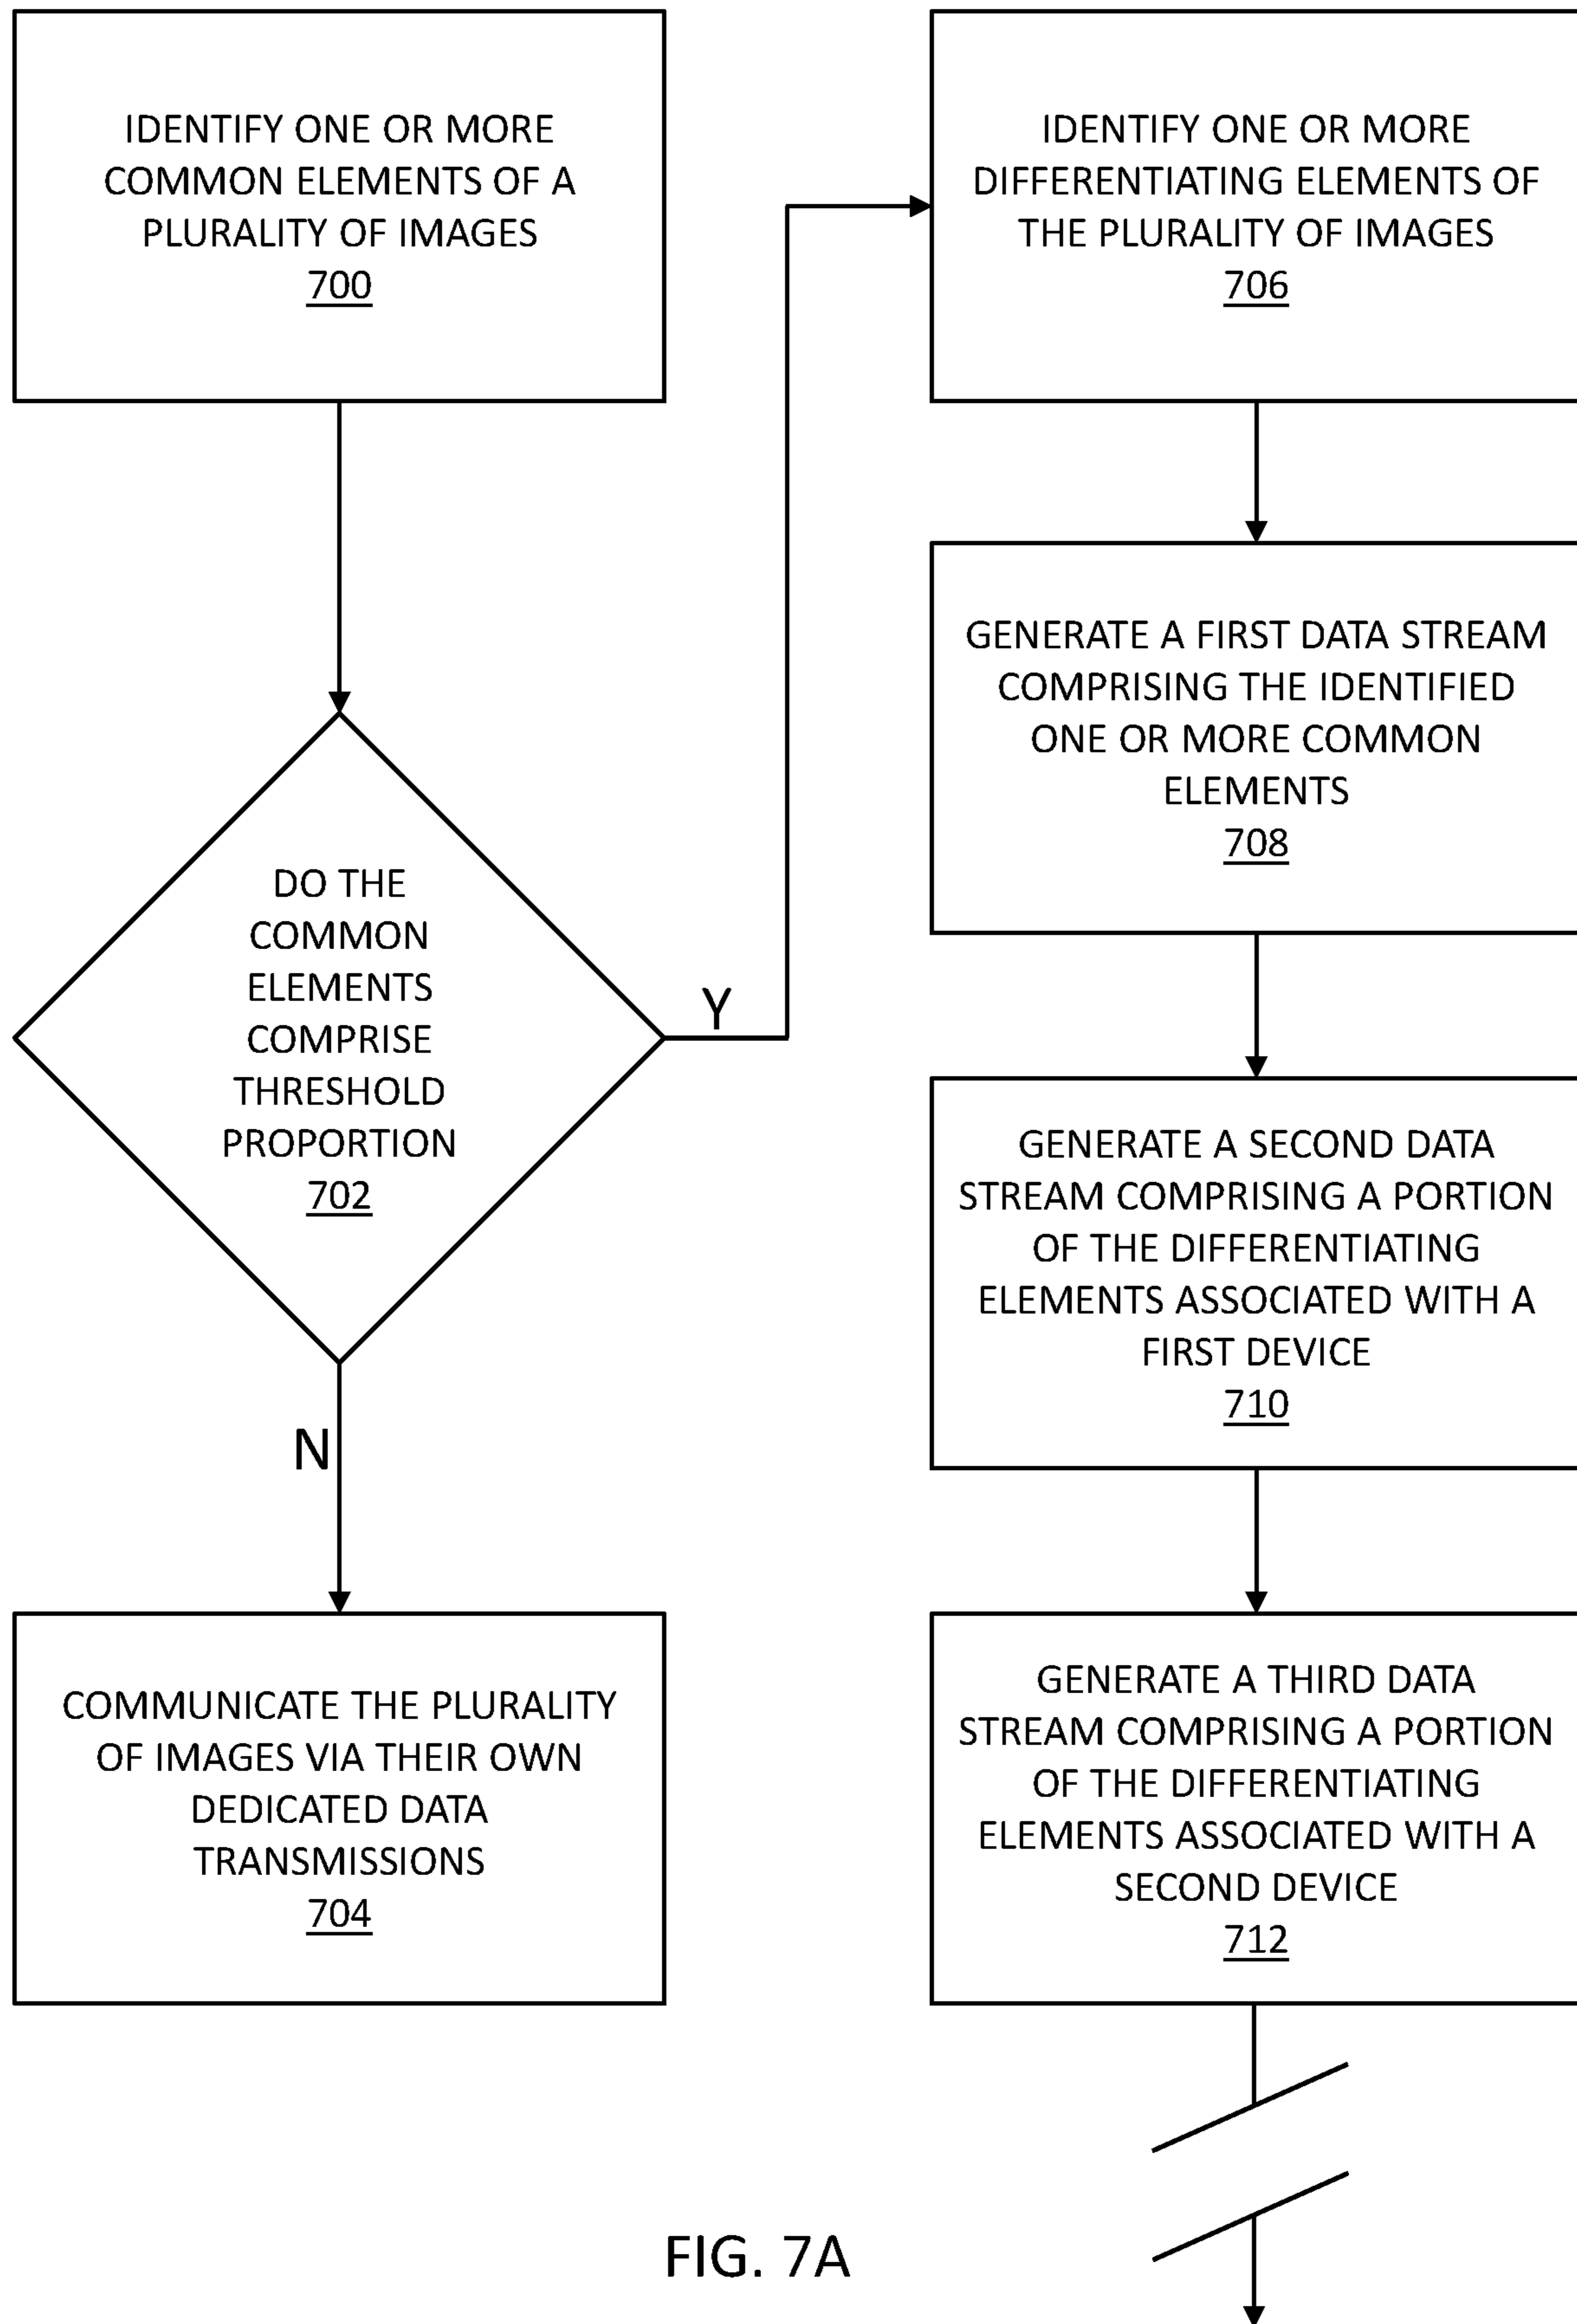 IDENTIFY ONE OR MORE
COMMON ELEMENTS OF A
PLURALITY OF IMAGES
700
DO THE
COMMON
ELEMENTS
COMPRISE
THRESHOLD
PROPORTION
702
Y
N
COMMUNICATE THE PLURALITY
OF IMAGES VIA THEIR OWN
DEDICATED DATA
TRANSMISSIONS
704
IDENTIFY ONE OR MORE
DIFFERENTIATING ELEMENTS OF
THE PLURALITY OF IMAGES
706
GENERATE A FIRST DATA STREAM
COMPRISING THE IDENTIFIED
ONE OR MORE COMMON
ELEMENTS
708
GENERATE A SECOND DATA
STREAM COMPRISING A PORTION
OF THE DIFFERENTIATING
ELEMENTS ASSOCIATED WITH A
FIRST DEVICE
710
GENERATE A THIRD DATA
STREAM COMPRISING A PORTION
OF THE DIFFERENTIATING
ELEMENTS ASSOCIATED WITH A
SECOND DEVICE
712
FIG. 7A